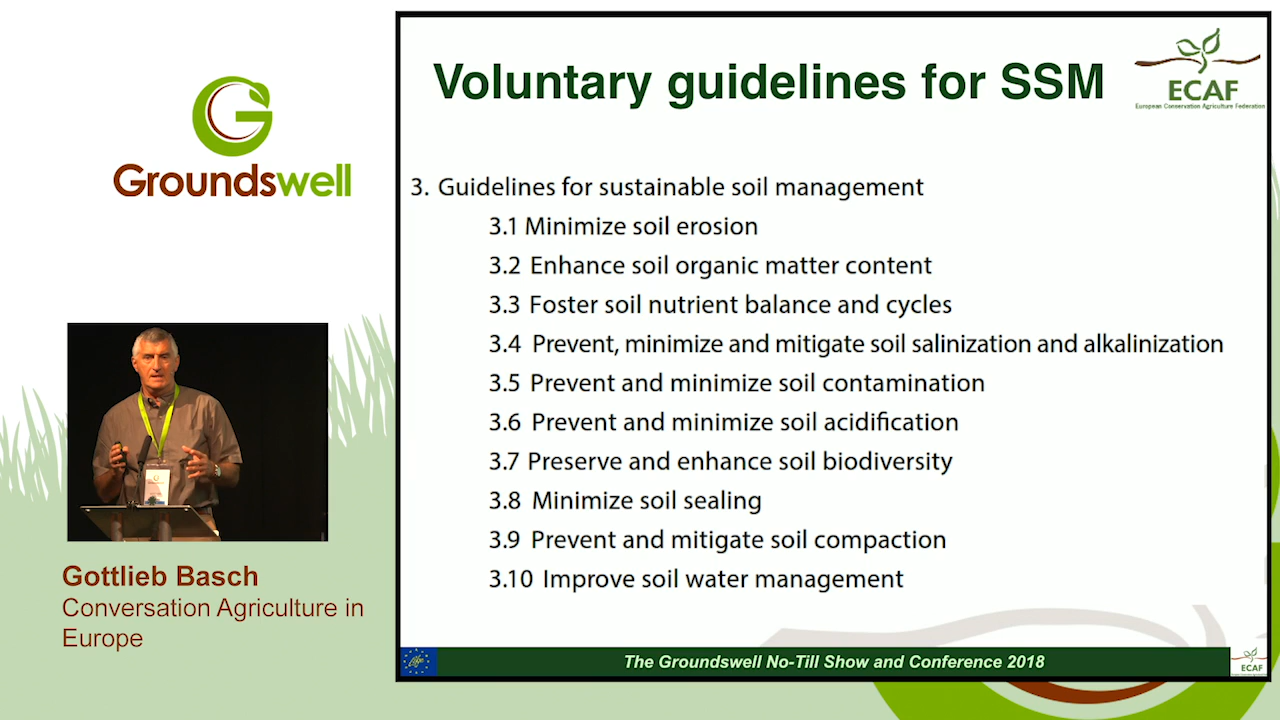 Groundswell
Gottlieb Basch
Conversation Agriculture in
Europe
Voluntary guidelines for SSM
ECAF
European Conservation Agriculture Federation
3. Guidelines for sustainable soil management
3.1 Minimize soil erosion
3.2 Enhance soil organic matter content
3.3 Foster soil nutrient balance and cycles
3.4 Prevent, minimize and mitigate soil salinization and alkalinization
3.5 Prevent and minimize soil contamination
3.6 Prevent and minimize soil acidification
3.7 Preserve and enhance soil biodiversity
3.8 Minimize soil sealing
3.9 Prevent and mitigate soil compaction
3.10 Improve soil water management
The Groundswell No-Till Show and Conference 2018
ECAF